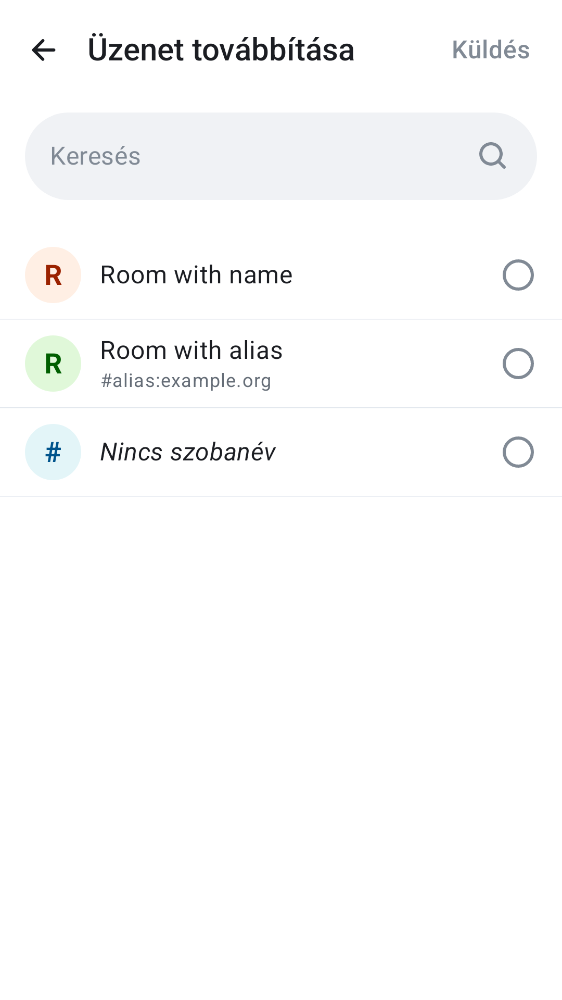 Üzenet továbbítása
Küldés
Keresés
R
Room with name
R
Room with alias
#alias:example.org
#
Nincs szobanév